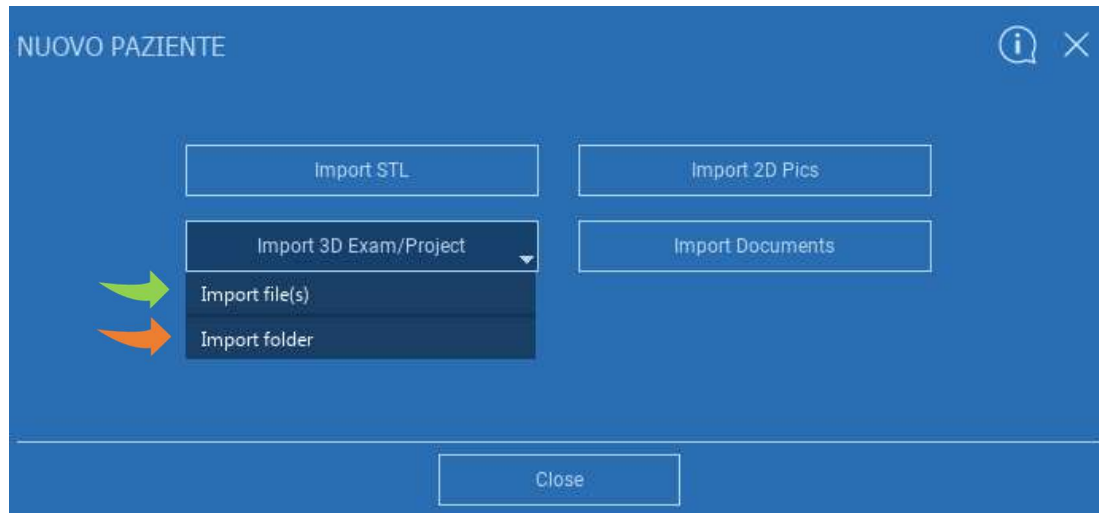 NUOVO PAZIENTE
Import STL
Import 2D Pics
Import 3D Exam/Project
Import Documents
Import file(s)
Import folder
Close